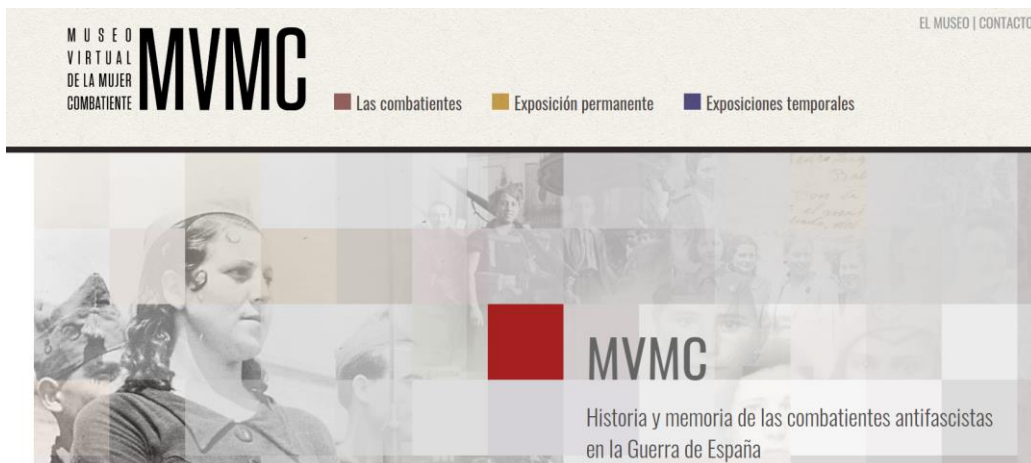 EL MUSEO | CONTACTO
MUSEO
VIRTUAL
DE LA MUJER
COMBATIENTE
MVMC
Las combatientes
Exposición permanente
Exposiciones temporales
MVMC
Historia y memoria de las combatientes antifascistas
en la Guerra de España